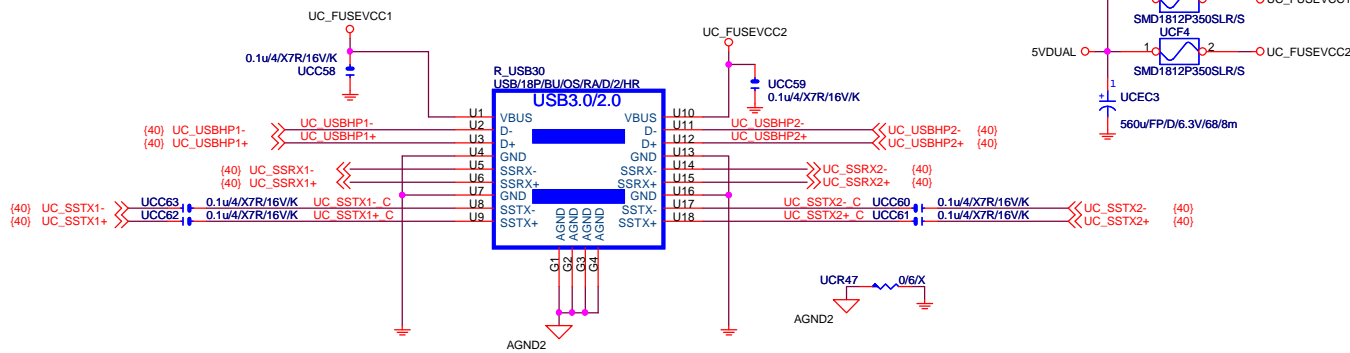 UC_FUSEVCC1
0.1u/4/X7R/16V/K
UCC58
UC_FUSEVCC2
UCC59
0.1u/4/X7R/16V/K
SMD1812P350SLR/S
UCF4
5VDUAL
1
2
UC_FUSEVCC2
SMD1812P350SLR/S
1
+
UCEC3
560u/FP/D/6.3V/68/8m
R_USB30
USB/18P/BU/OS/RA/D/2/HR
USB3.0/2.0
U1 VBUS VBUS U10
{40} UC_USBHP1- UC_USBHP1- U2 D- D- U11 UC_USBHP2- UC_USBHP2- {40}
{40} UC_USBHP1+ UC_USBHP1+ U3 D+ D+ U12 UC_USBHP2+ UC_USBHP2+ {40}
U4 GND GND U13
{40} UC_SSRX1- U5 SSRX- SSRX- U14 UC_SSRX2- {40}
{40} UC_SSRX1+ U6 SSRX+ SSRX+ U15 UC_SSRX2+ {40}
U7 GND GND U16
{40} UC_SSTX1- UCC63 0.1u/4/X7R/16V/K UC_SSTX1-_C U8 SSTX- SSTX- U17 UC_SSTX2-_C UCC60 0.1u/4/X7R/16V/K UC_SSTX2- {40}
{40} UC_SSTX1+ UCC62 0.1u/4/X7R/16V/K UC_SSTX1+_C U9 SSTX+ SSTX+ U18 UC_SSTX2+_C UCC61 0.1u/4/X7R/16V/K UC_SSTX2+ {40}
AGND AGND AGND AGND
G1 G2 G3 G4
AGND2
UCR47 0/6/X
AGND2